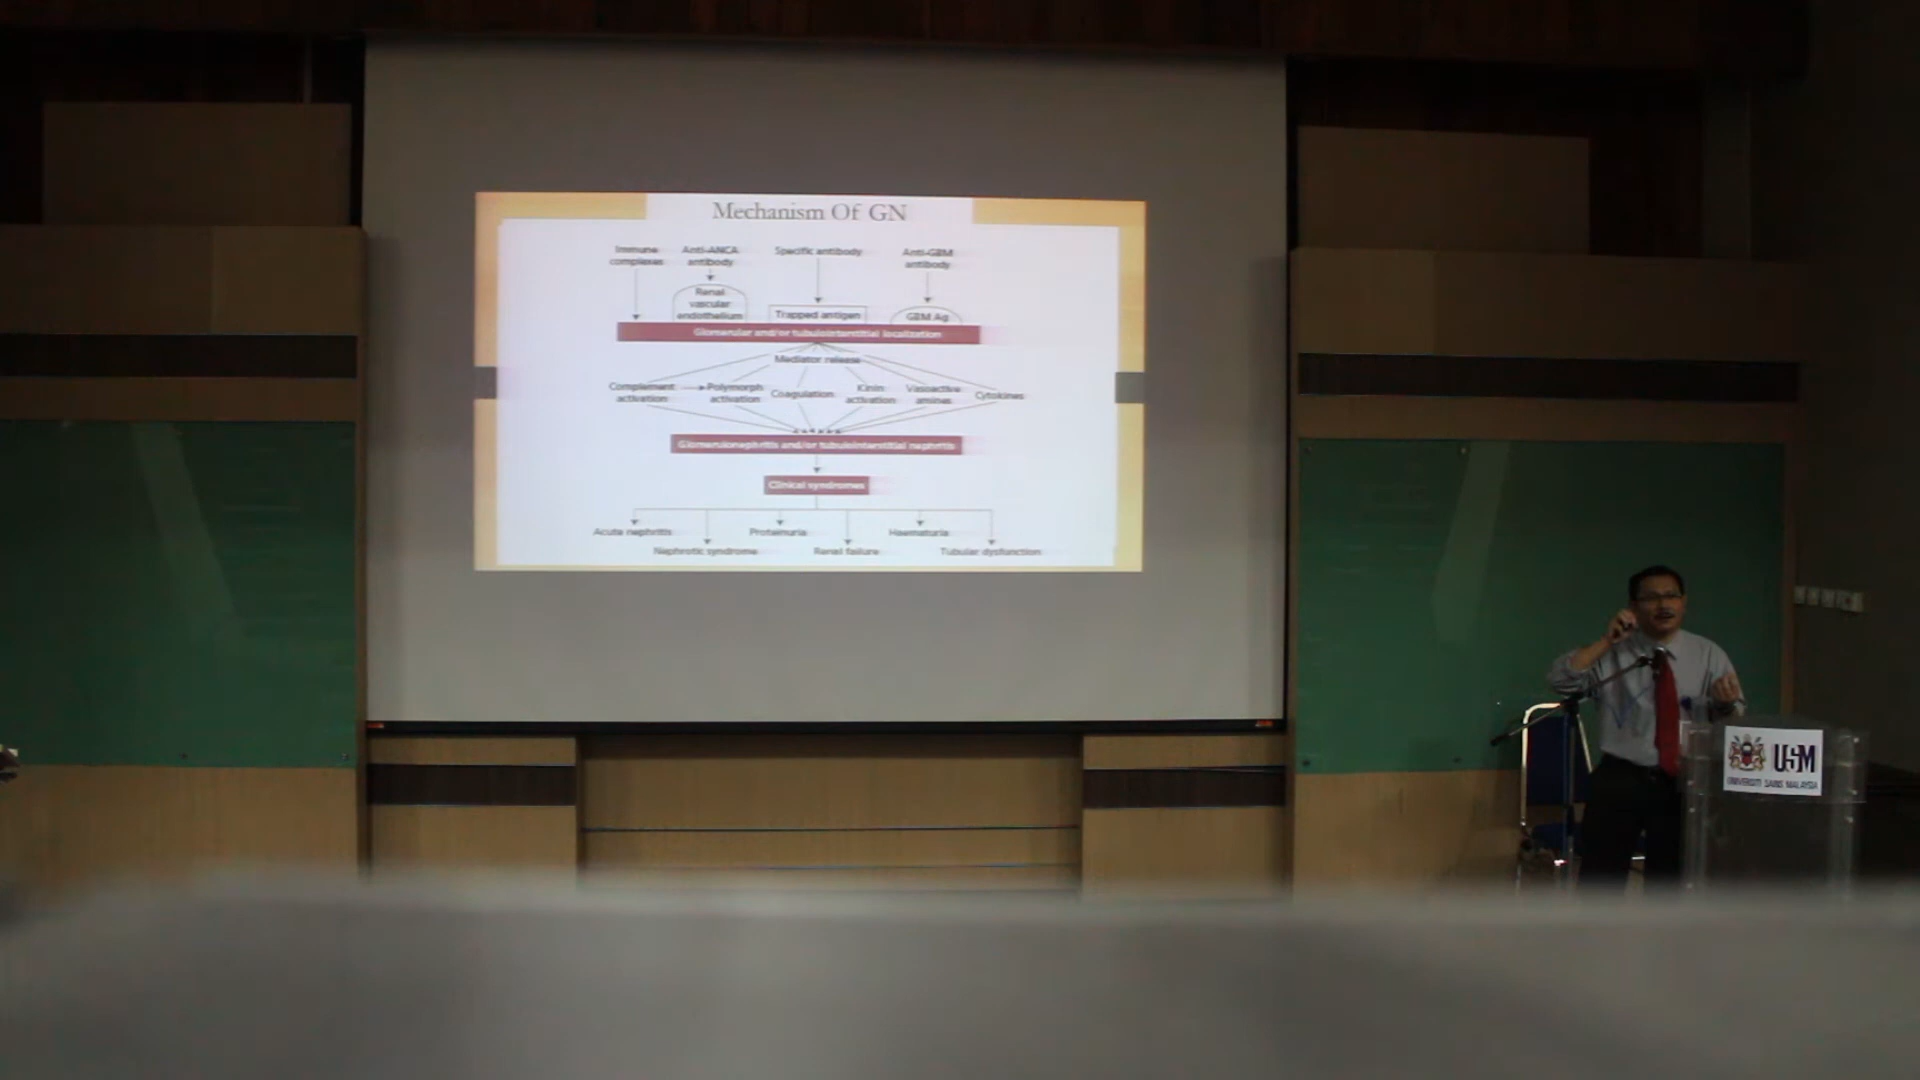 Mechanism Of GN
Immune
complexes
Anti-ANCA
antibody
Specific antibody
Anti-GBM
antibody
Renal
vascular
endothelium
Trapped antigen
GBM Ag
Glomerular and/or tubulointerstitial localization
Mediator release
Complement
activation
Polymorph
activation
Coagulation
Kinin
activation
Vasoactive
amines
Cytokines
Glomerulonephritis and/or tubulointerstitial nephritis
Clinical syndromes
Acute nephritis
Proteinuria
Haematuria
Nephrotic syndrome
Renal failure
Tubular dysfunction
USM
UNIVERSITI SAINS MALAYSIA